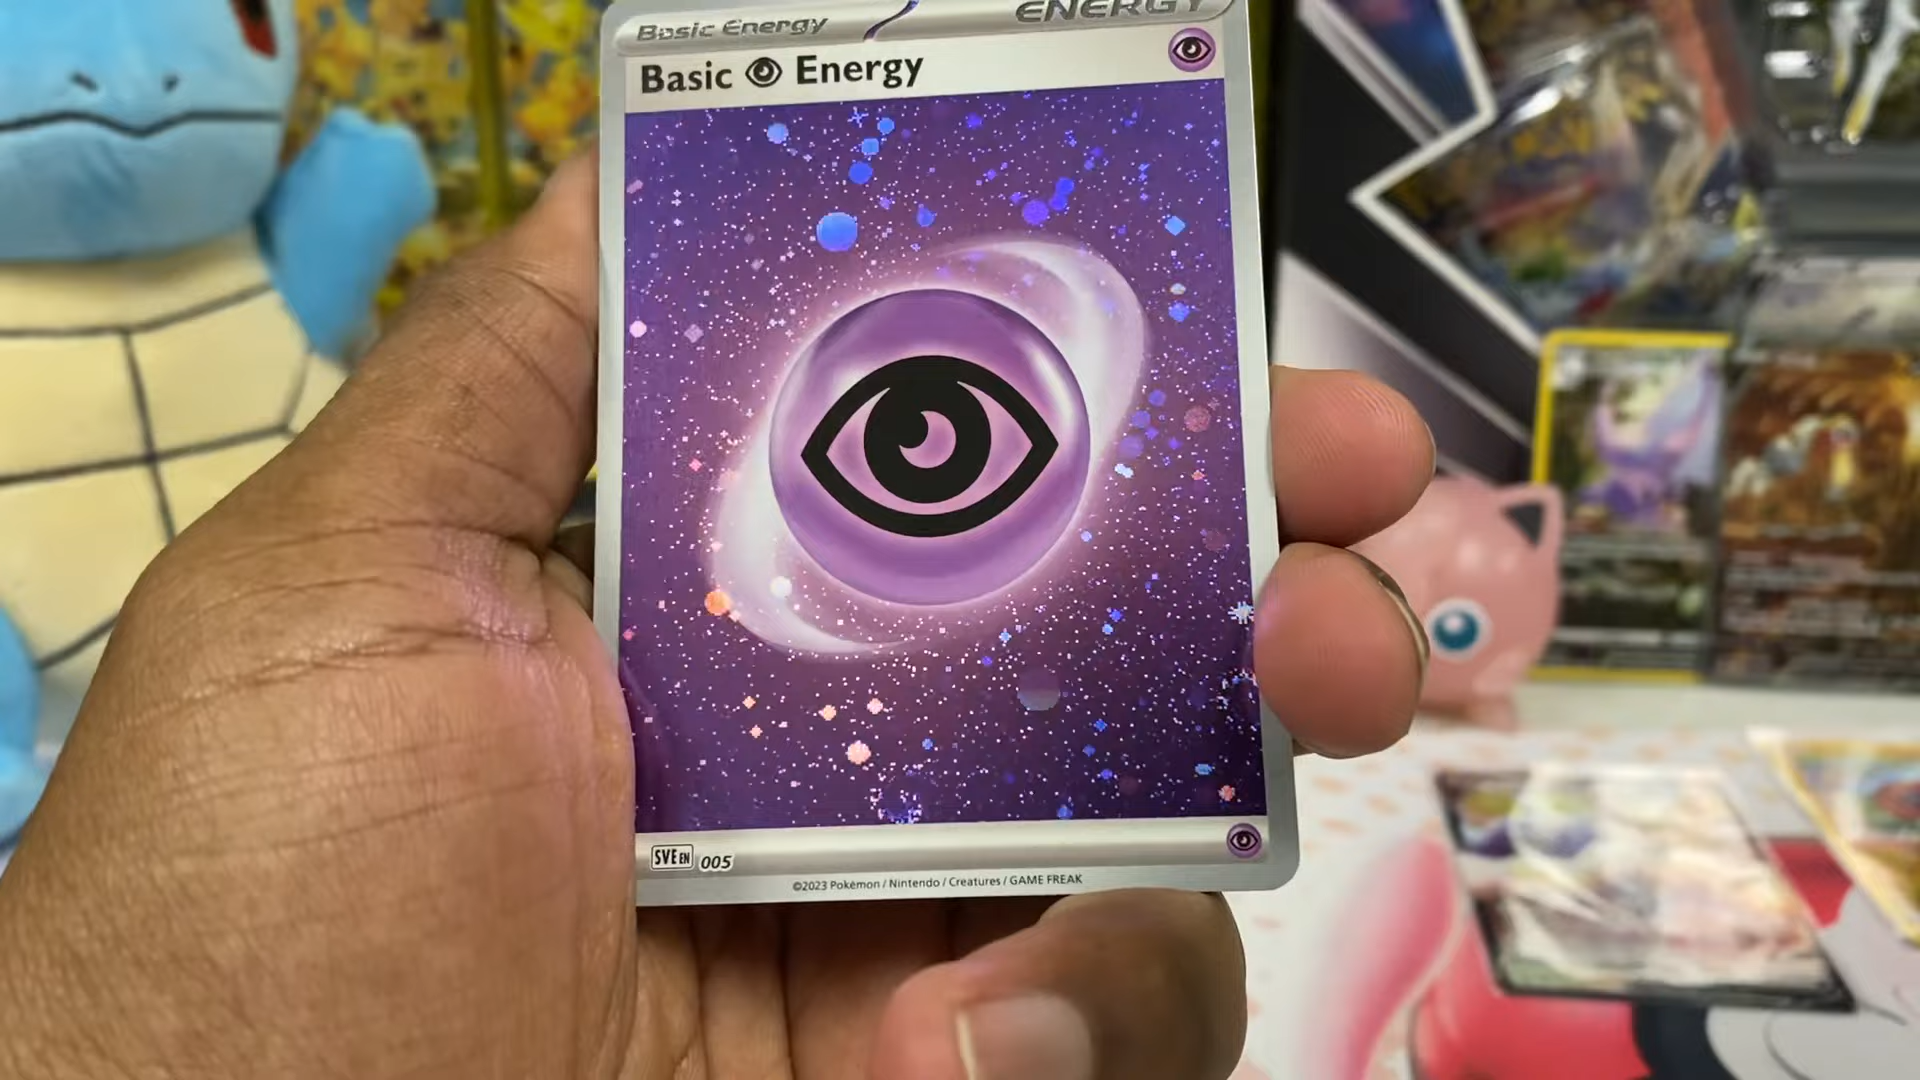 Basic Energy ENERGY
Basic Energy
SVE EN 005
©2023 Pokémon / Nintendo / Creatures / GAME FREAK